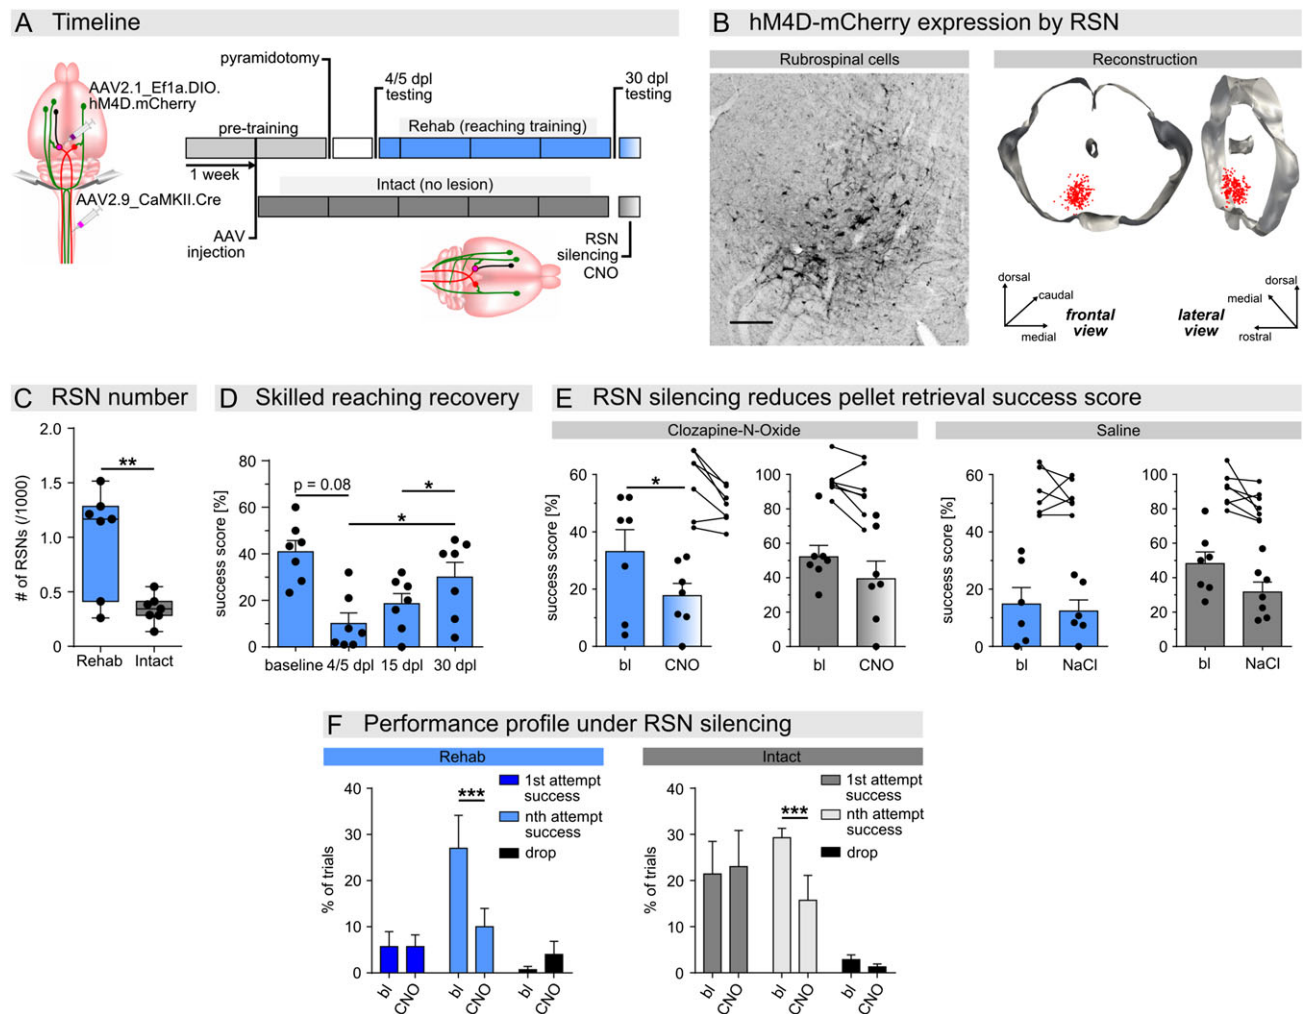 A Timeline
AAV2.1_Ef1a.DIO.
hM4D.mCherry
AAV2.9_CaMKII.Cre
pyramidotomy
4/5 dpl
testing
30 dpl
testing
pre-training
Rehab (reaching training)
1 week
Intact (no lesion)
AAV
injection
RSN
silencing
CNO
B hM4D-mCherry expression by RSN
Rubrospinal cells
Reconstruction
dorsal
caudal
medial
frontal
view
lateral
view
dorsal
medial
rostral
C RSN number
# of RSNs (/1000)
2.0
1.5
1.0
0.5
0
**
Rehab Intact
D Skilled reaching recovery
success score [%]
80
60
40
20
0
p = 0.08
*
*
baseline 4/5 dpl 15 dpl 30 dpl
E RSN silencing reduces pellet retrieval success score
Clozapine-N-Oxide
success score [%]
60
40
20
0
*
bl CNO
success score [%]
100
80
60
40
20
0
bl CNO
Saline
success score [%]
60
40
20
0
bl NaCl
success score [%]
100
80
60
40
20
0
bl NaCl
F Performance profile under RSN silencing
Rehab
% of trials
40
30
20
10
0
***
1st attempt
success
nth attempt
success
drop
bl CNO bl CNO bl CNO
Intact
% of trials
40
30
20
10
0
***
1st attempt
success
nth attempt
success
drop
bl CNO bl CNO bl CNO